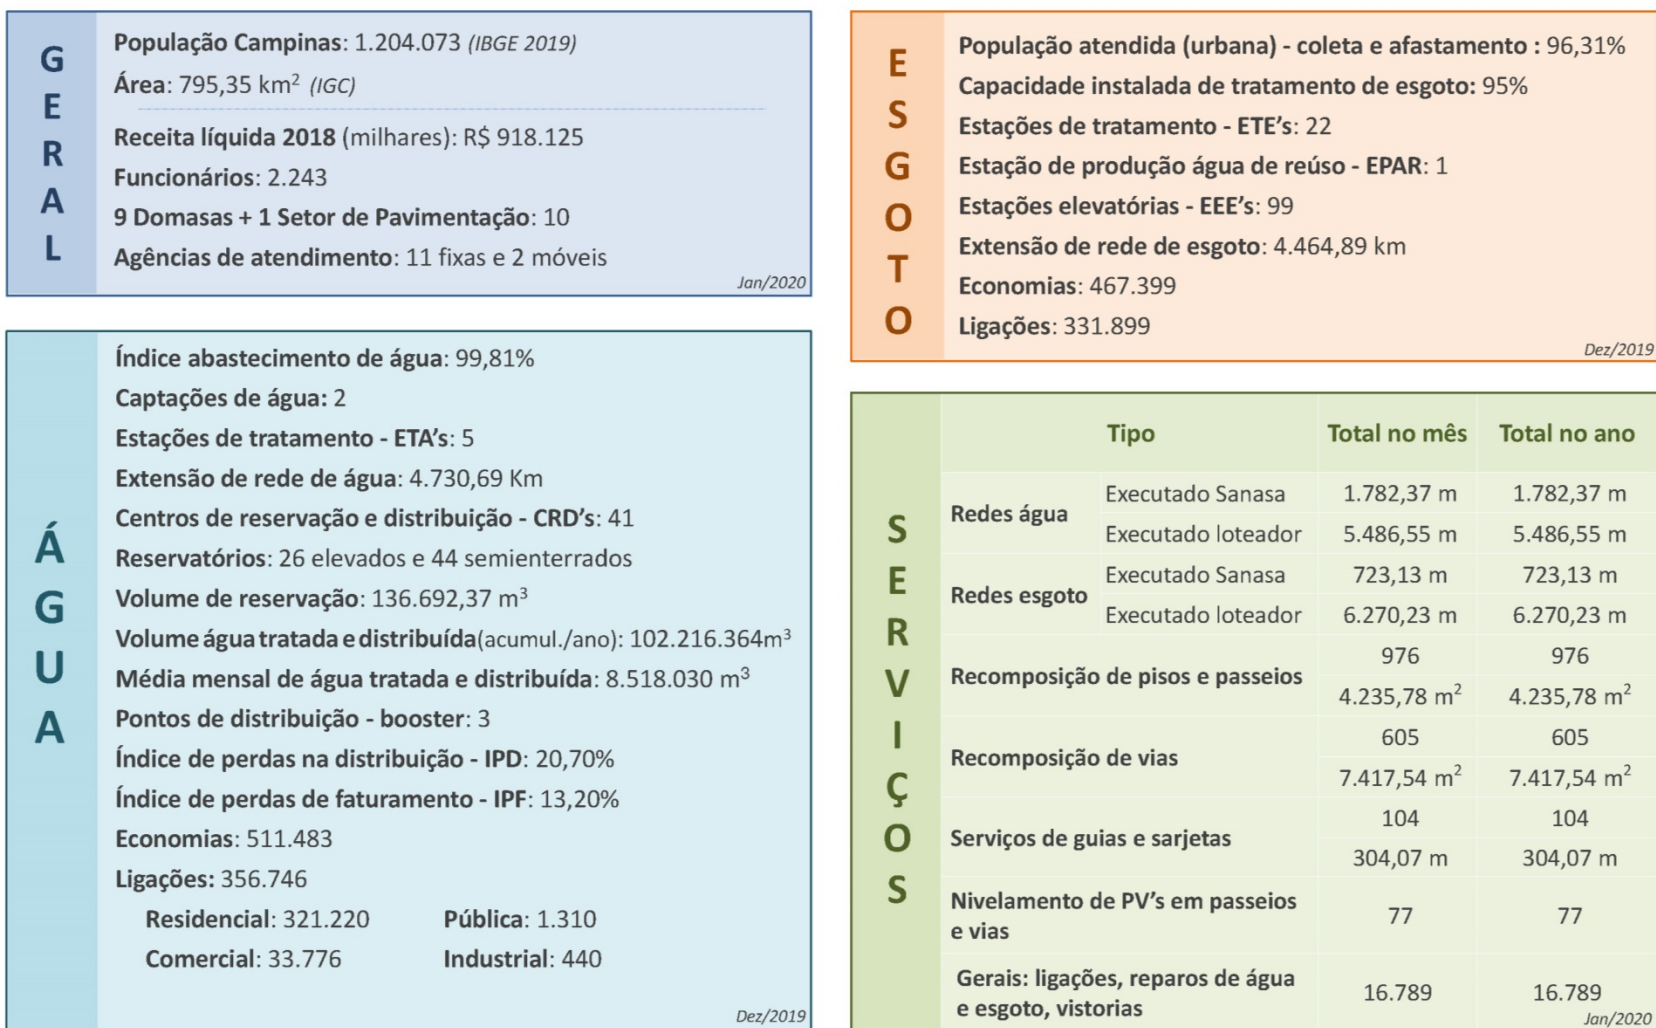 GERAL
População Campinas: 1.204.073 (IBGE 2019)
Área: 795,35 km² (IGC)
Receita líquida 2018 (milhares): R$ 918.125
Funcionários: 2.243
9 Domasas + 1 Setor de Pavimentação: 10
Agências de atendimento: 11 fixas e 2 móveis
Jan/2020
ÁGUA
Índice abastecimento de água: 99,81%
Captações de água: 2
Estações de tratamento - ETA’s: 5
Extensão de rede de água: 4.730,69 Km
Centros de reservação e distribuição - CRD’s: 41
Reservatórios: 26 elevados e 44 semienterrados
Volume de reservação: 136.692,37 m³
Volume água tratada e distribuída(acumul./ano): 102.216.364m³
Média mensal de água tratada e distribuída: 8.518.030 m³
Pontos de distribuição - booster: 3
Índice de perdas na distribuição - IPD: 20,70%
Índice de perdas de faturamento - IPF: 13,20%
Economias: 511.483
Ligações: 356.746
Residencial: 321.220 Pública: 1.310
Comercial: 33.776 Industrial: 440
Dez/2019
ESGOTO
População atendida (urbana) - coleta e afastamento : 96,31%
Capacidade instalada de tratamento de esgoto: 95%
Estações de tratamento - ETE’s: 22
Estação de produção água de reúso - EPAR: 1
Estações elevatórias - EEE’s: 99
Extensão de rede de esgoto: 4.464,89 km
Economias: 467.399
Ligações: 331.899
Dez/2019
SERVIÇOS
Tipo Total no mês Total no ano
Redes água
Executado Sanasa 1.782,37 m 1.782,37 m
Executado loteador 5.486,55 m 5.486,55 m
Redes esgoto
Executado Sanasa 723,13 m 723,13 m
Executado loteador 6.270,23 m 6.270,23 m
Recomposição de pisos e passeios
976 976
4.235,78 m² 4.235,78 m²
Recomposição de vias
605 605
7.417,54 m² 7.417,54 m²
Serviços de guias e sarjetas
104 104
304,07 m 304,07 m
Nivelamento de PV’s em passeios
e vias
77 77
Gerais: ligações, reparos de água
e esgoto, vistorias
16.789 16.789
Jan/2020